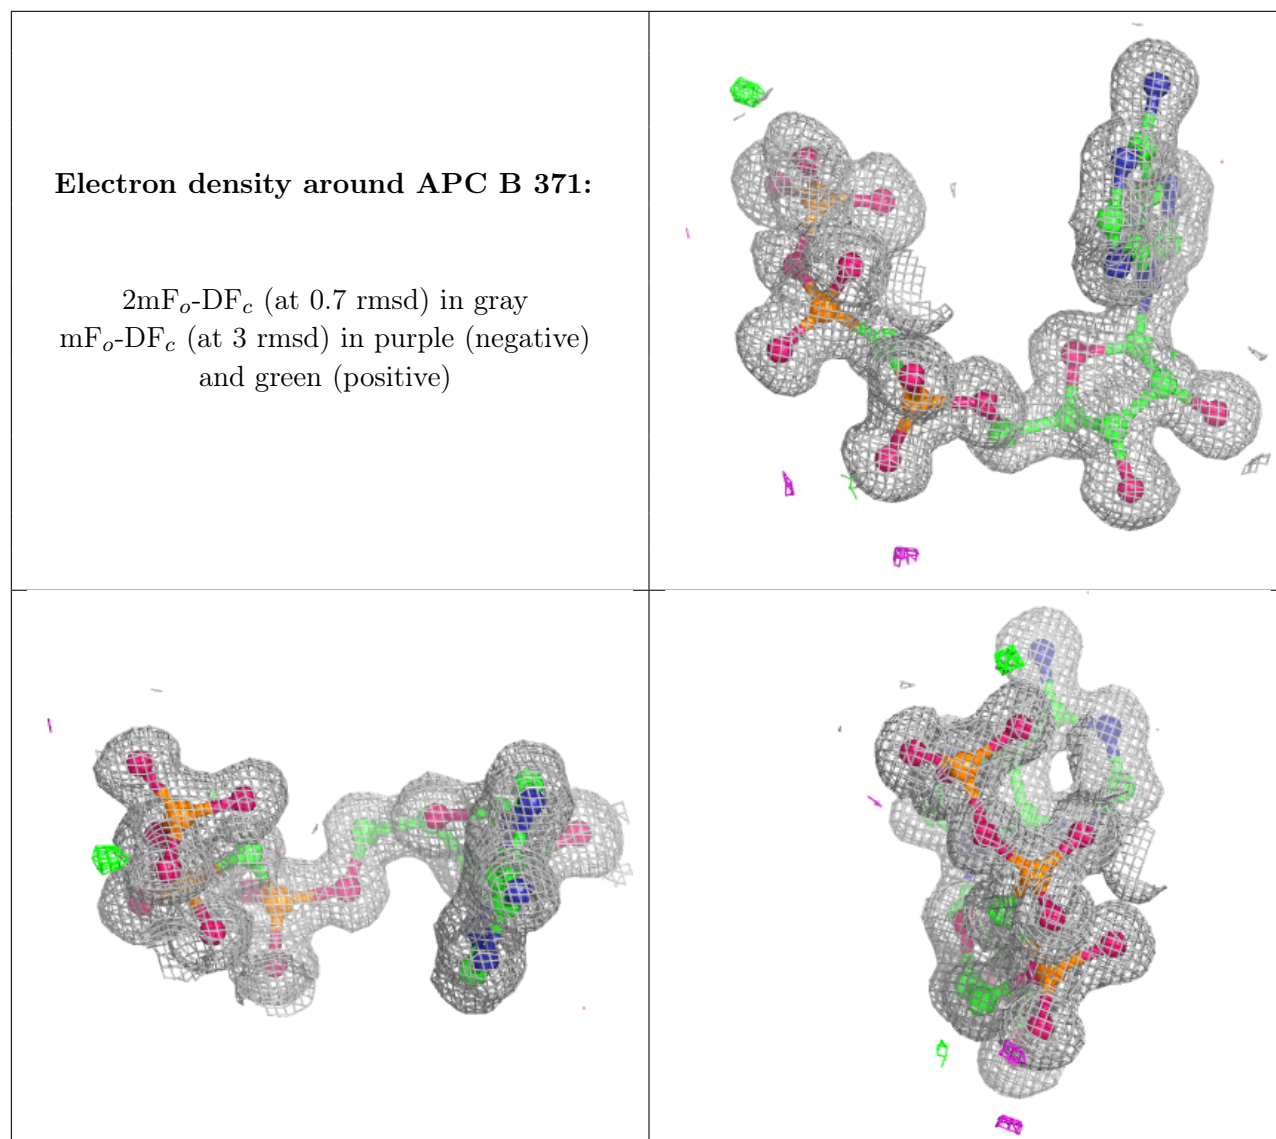 Electron density around APC B 371:
2mFo-DFc (at 0.7 rmsd) in gray
mFo-DFc (at 3 rmsd) in purple (negative)
and green (positive)